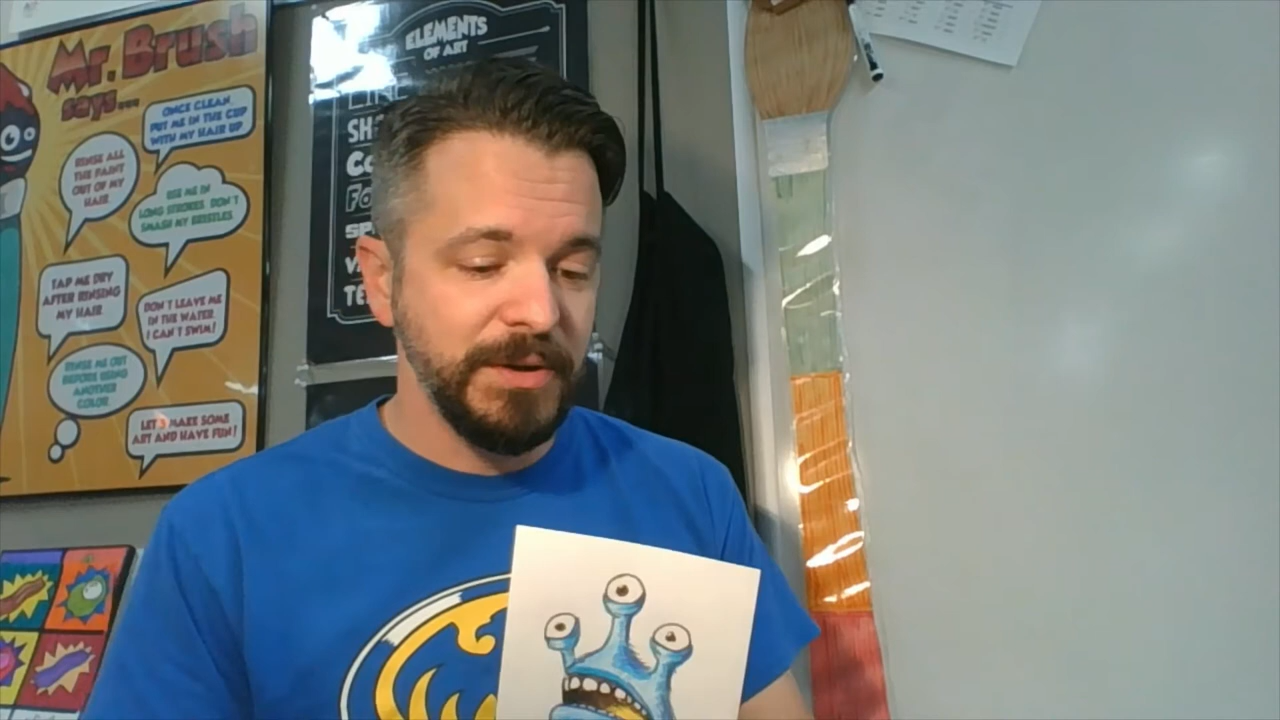 Mr. Brush
says...
ONCE CLEAN
PUT ME IN THE CUP
WITH MY HAIR UP
RINSE ALL
THE PAINT
OUT OF MY
HAIR
USE ME IN
LONG STROKES. DON'T
SMASH MY BRISTLES.
TAP ME DRY
AFTER RINSING
MY HAIR
DON'T LEAVE ME
IN THE WATER
I CAN'T SWIM!
RINSE ME OUT
BEFORE USING
ANOTHER
COLOR
LET'S MAKE SOME
ART AND HAVE FUN!
ELEMENTS
OF ART